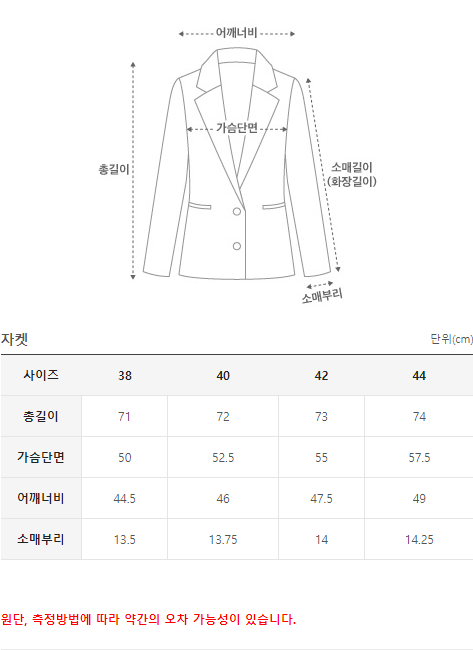 어깨너비
가슴단면
총길이
소매길이
(화장길이)
소매부리
자켓 단위(cm)
사이즈 38 40 42 44
총길이 71 72 73 74
가슴단면 50 52.5 55 57.5
어깨너비 44.5 46 47.5 49
소매부리 13.5 13.75 14 14.25
원단, 측정방법에 따라 약간의 오차 가능성이 있습니다.